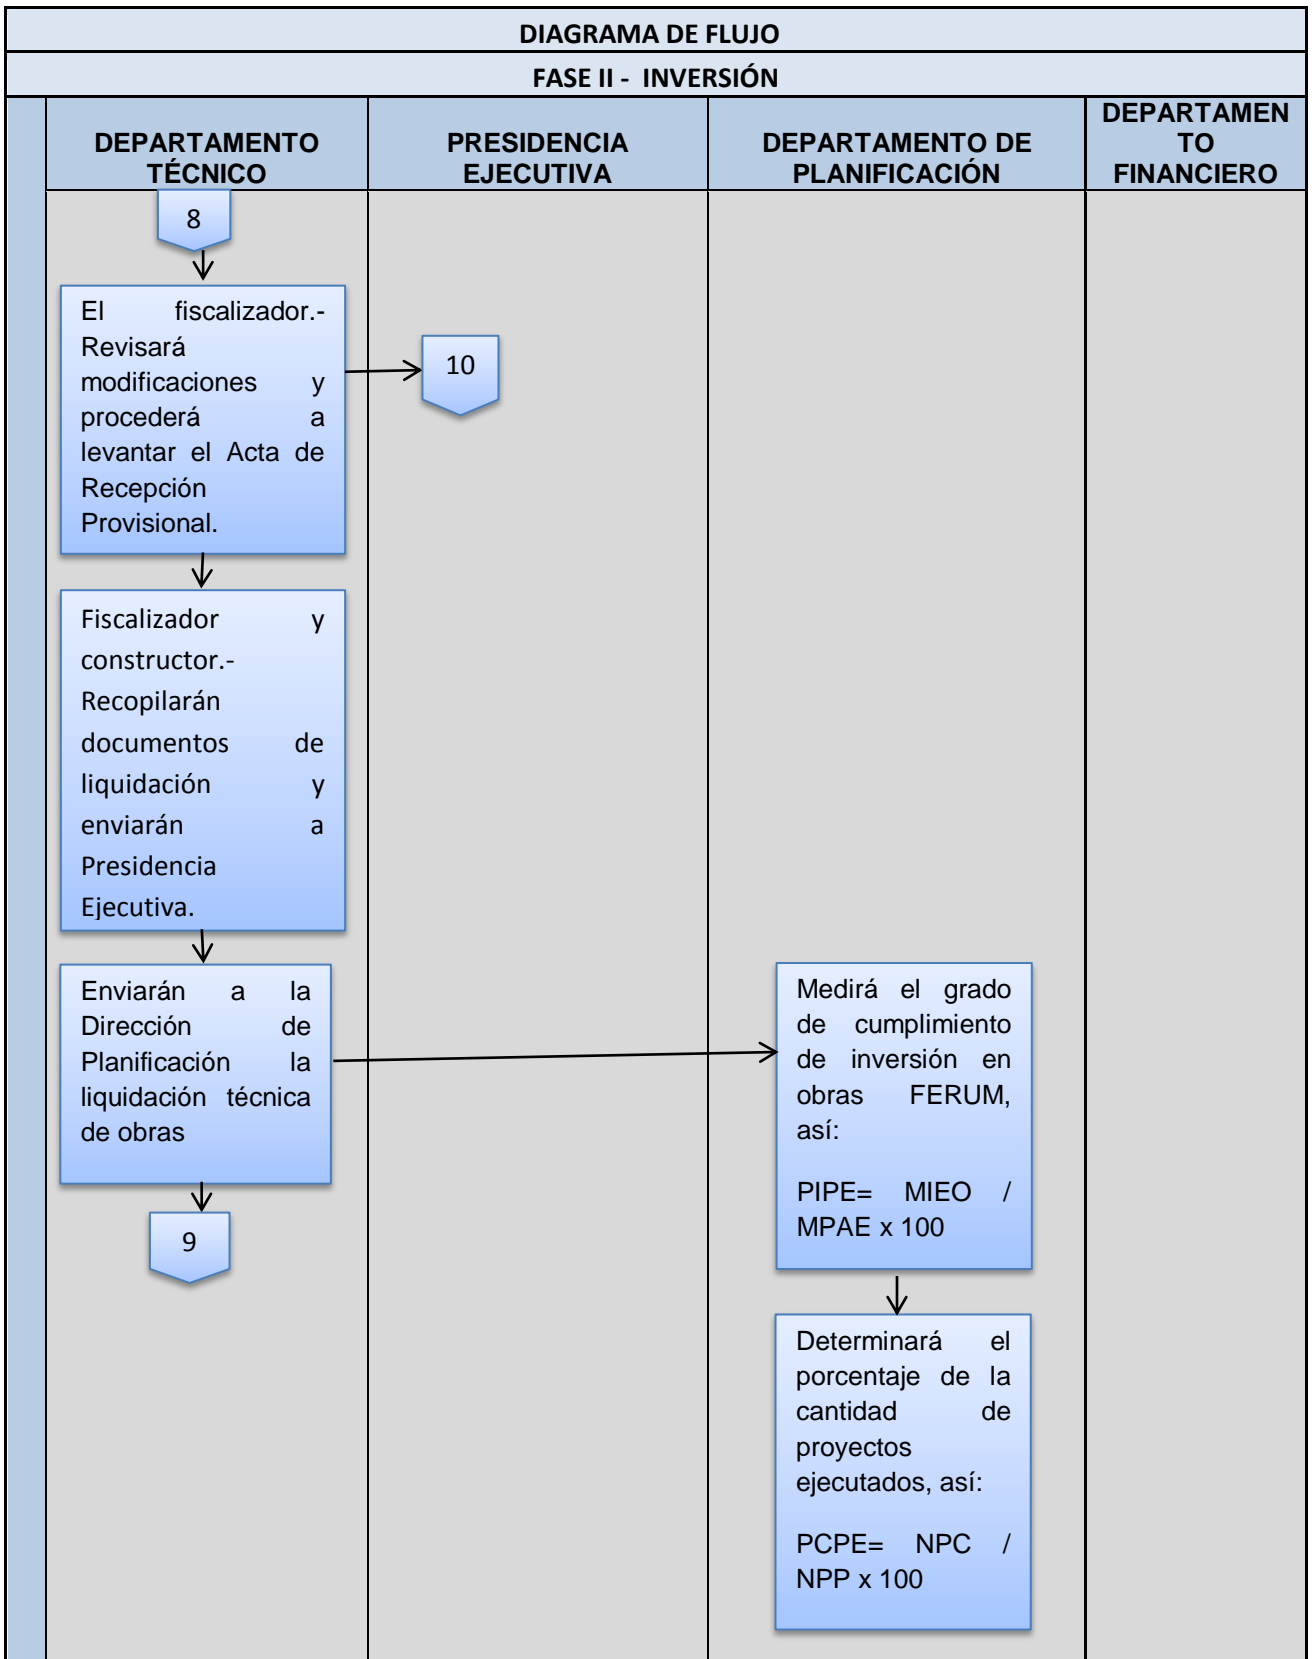 DIAGRAMA DE FLUJO
FASE II - INVERSIÓN
DEPARTAMENTO
TÉCNICO
PRESIDENCIA
EJECUTIVA
DEPARTAMENTO DE
PLANIFICACIÓN
DEPARTAMEN
TO
FINANCIERO
8
El fiscalizador.-
Revisará
modificaciones y
procederá a
levantar el Acta de
Recepción
Provisional.
10
Fiscalizador y
constructor.-
Recopilarán
documentos de
liquidación y
enviarán a
Presidencia
Ejecutiva.
Enviarán a la
Dirección de
Planificación la
liquidación técnica
de obras
9
Medirá el grado
de cumplimiento
de inversión en
obras FERUM,
así:
PIPE= MIEO /
MPAE x 100
Determinará el
porcentaje de la
cantidad de
proyectos
ejecutados, así:
PCPE= NPC /
NPP x 100